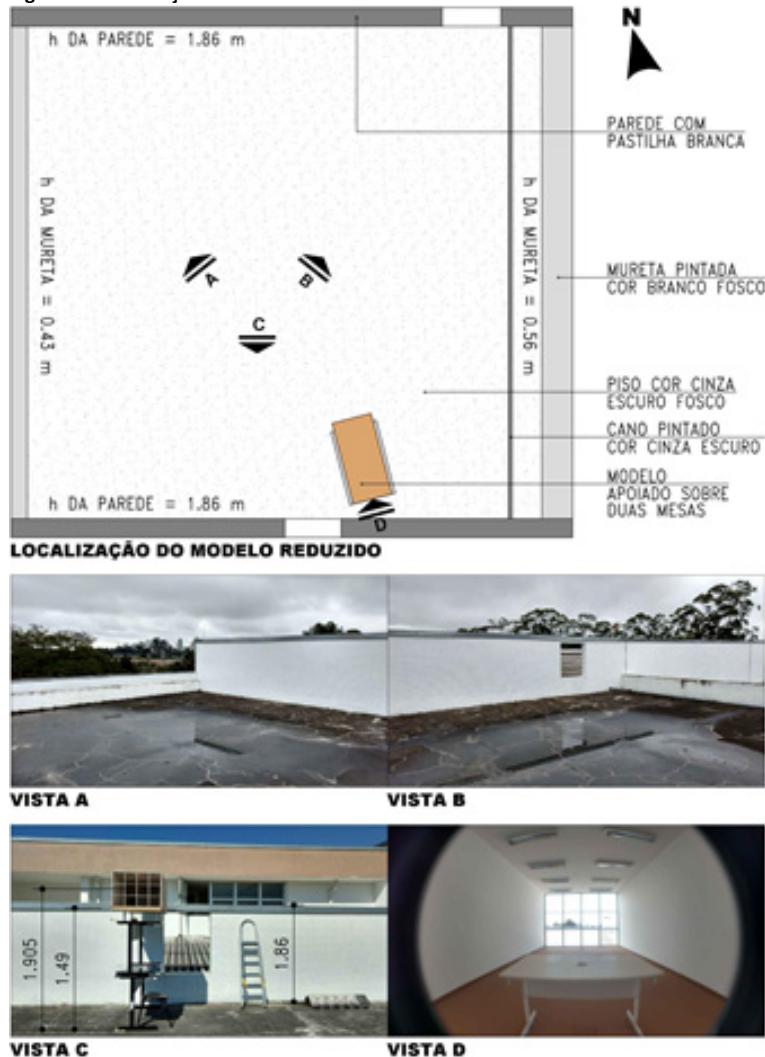 h DA PAREDE = 1.86 m
N
PAREDE COM
PASTILHA BRANCA
h DA MURETA = 0.43 m
h DA MURETA = 0.56 m
A
B
C
MURETA PINTADA
COR BRANCO FOSCO
PISO COR CINZA
ESCURO FOSCO
CANO PINTADO
COR CINZA ESCURO
MODELO
APOIADO SOBRE
DUAS MESAS
h DA PAREDE = 1.86 m
D
LOCALIZAÇÃO DO MODELO REDUZIDO
VISTA A
VISTA B
1.905
1.49
1.86
VISTA C
VISTA D